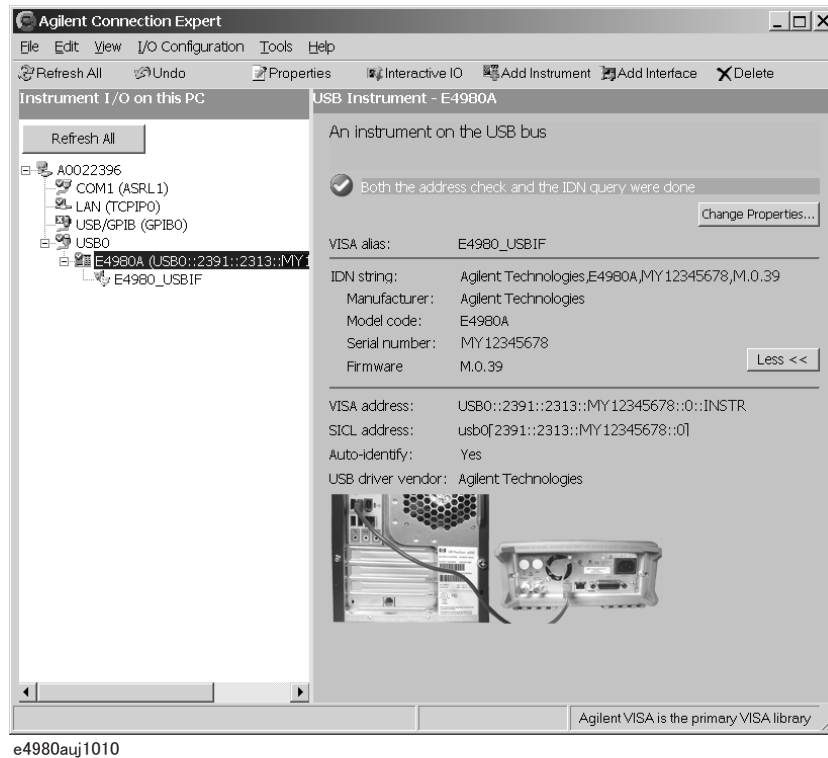 Agilent Connection Expert
File Edit View I/O Configuration Tools Help
Refresh All Undo Properties Interactive IO Add Instrument Add Interface Delete
Instrument I/O on this PC
USB Instrument - E4980A
Refresh All
A0022396
COM1 (ASRL1)
LAN (TCPIP0)
USB/GPIB (GPIB0)
USB0
E4980A (USB0::2391::2313::MY1
E4980_USBIF
An instrument on the USB bus
Both the address check and the IDN query were done
Change Properties...
VISA alias: E4980_USBIF
IDN string: Agilent Technologies,E4980A,MY12345678,M.0.39
Manufacturer: Agilent Technologies
Model code: E4980A
Serial number: MY12345678
Firmware M.0.39
Less <<
VISA address: USB0::2391::2313::MY12345678::0::INSTR
SICL address: usb0[2391::2313::MY12345678::0]
Auto-identify: Yes
USB driver vendor: Agilent Technologies
Agilent VISA is the primary VISA library
e4980auj1010